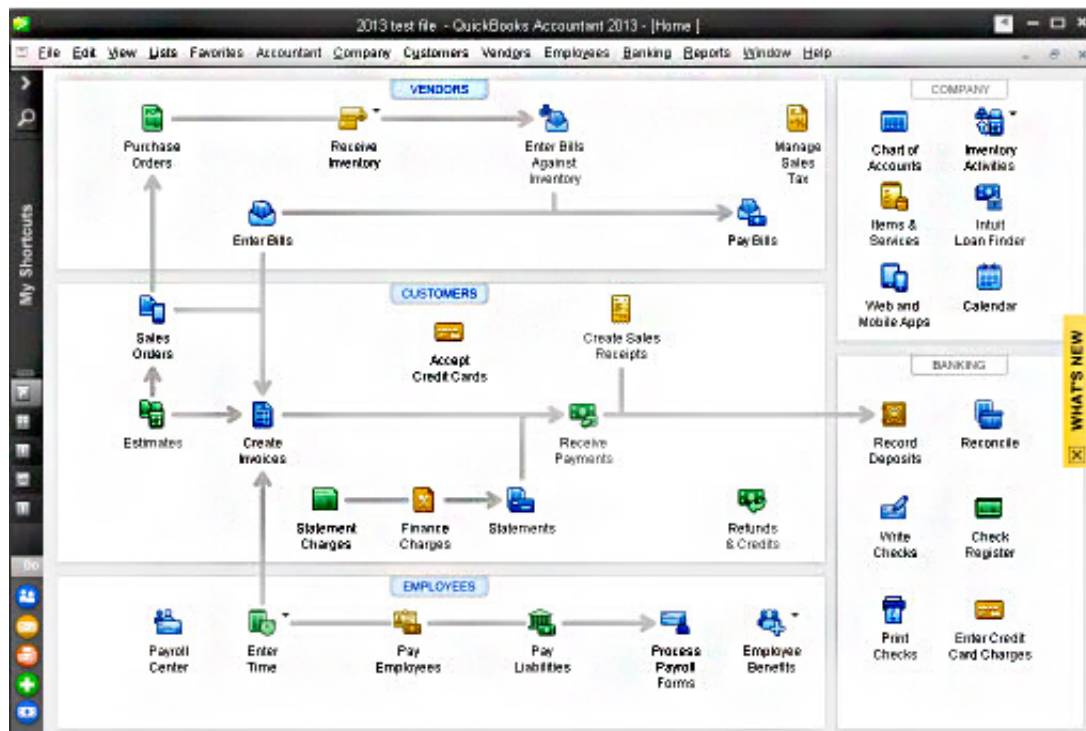 2013 test file - QuickBooks Accountant 2013 - [Home ]
File Edit View Lists Favorites Accountant Company Customers Vendors Employees Banking Reports Window Help
My Shortcuts
VENDORS
Purchase
Orders
Receive
Inventory
Enter Bills
Against
Inventory
Manage
Sales
Tax
Enter Bills
Pay Bills
CUSTOMERS
Sales
Orders
Accept
Credit Cards
Create Sales
Receipts
Estimates
Create
Invoices
Receive
Payments
Statement
Charges
Finance
Charges
Statements
Refunds
& Credits
EMPLOYEES
Payroll
Center
Enter
Time
Pay
Employees
Pay
Liabilities
Process
Payroll
Forms
Employee
Benefits
COMPANY
Chart of
Accounts
Inventory
Activities
Items &
Services
Intuit
Loan Finder
Web and
Mobile Apps
Calendar
BANKING
Record
Deposits
Reconcile
Write
Checks
Check
Register
Print
Checks
Enter Credit
Card Charges
WHAT'S NEW